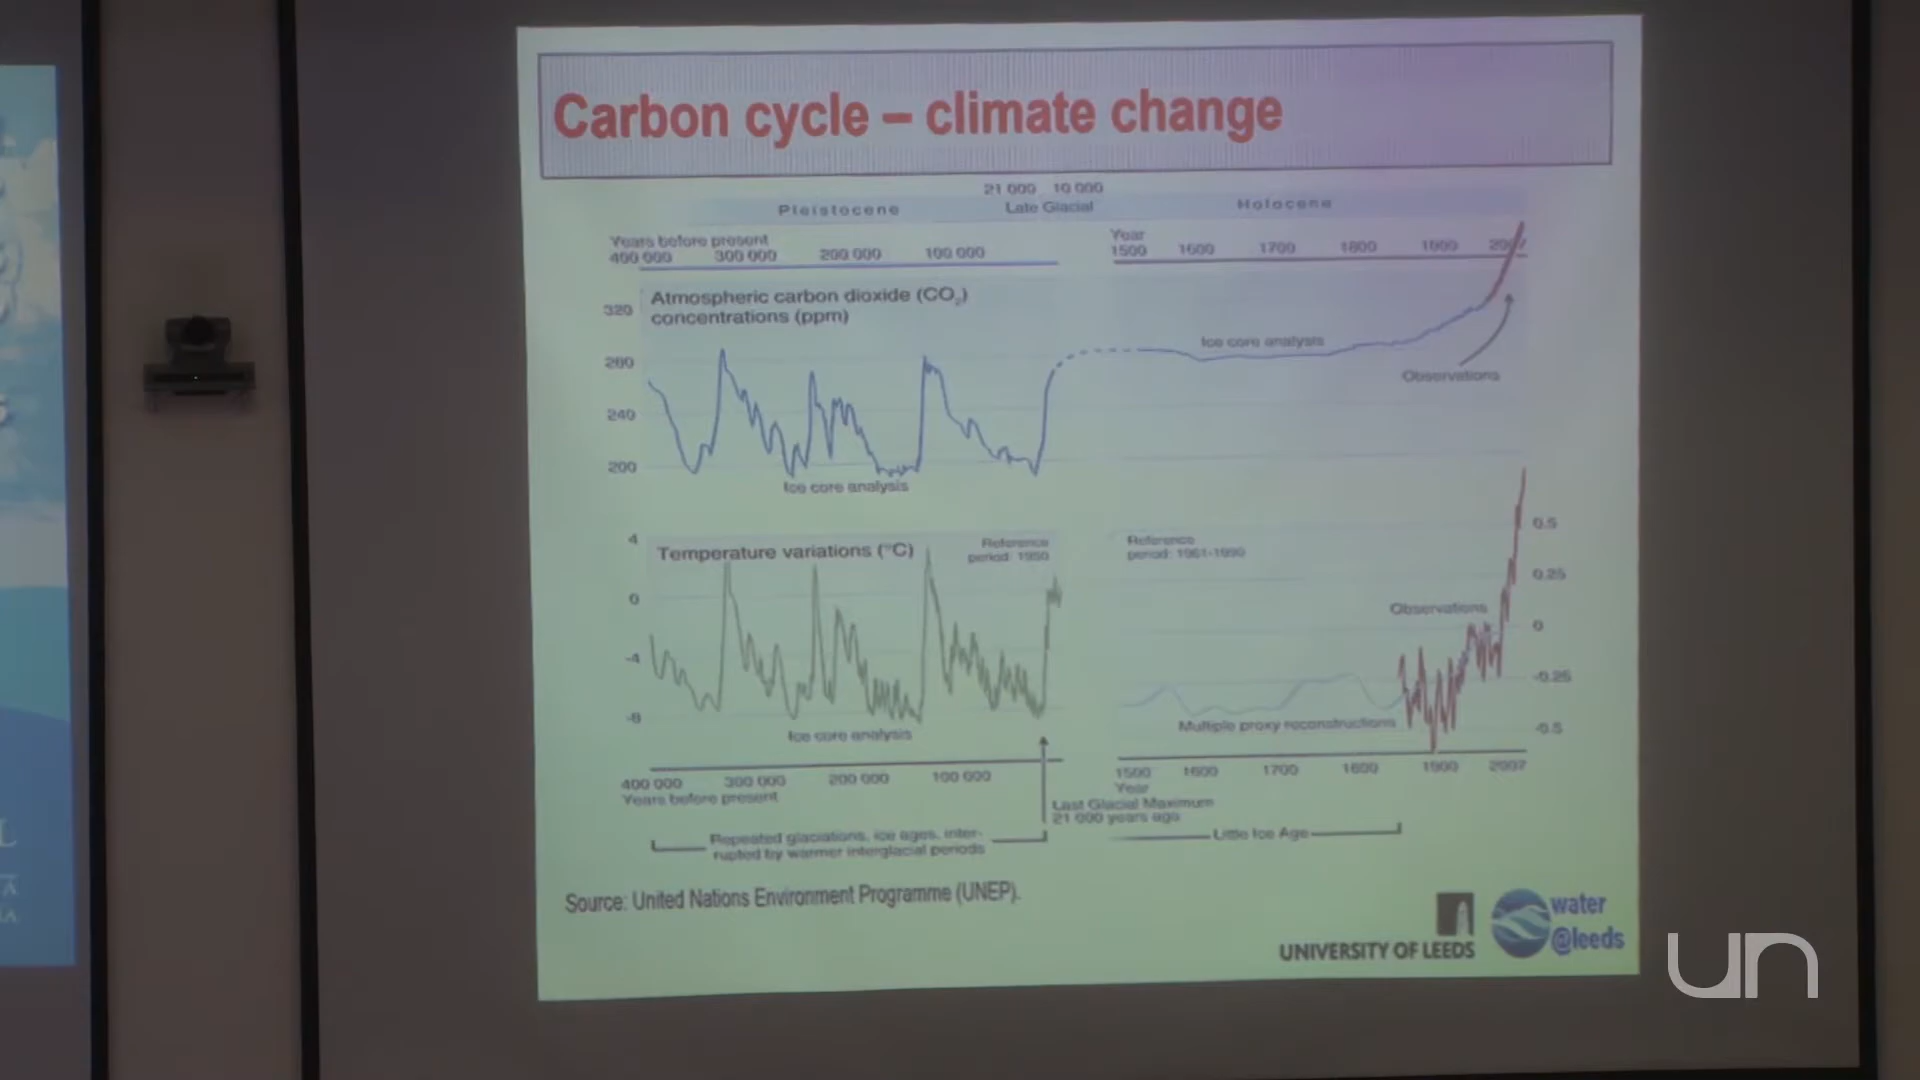 Carbon cycle – climate change
21 000 10 000
Pleistocene
Late Glacial
Holocene
Years before present
400 000 300 000 200 000 100 000
Year
1500 1600 1700 1800 1900 2007
Atmospheric carbon dioxide (CO₂)
concentrations (ppm)
320
280
240
200
Ice core analysis
Ice core analysis
Observations
Temperature variations (°C)
Reference
period: 1950
4
0
-4
-8
Ice core analysis
Reference
period: 1961-1990
Observations
Multiple proxy reconstructions
0.5
0.25
0
-0.25
-0.5
400 000 300 000 200 000 100 000
Years before present
1500 1600 1700 1800 1900 2007
Year
Last Glacial Maximum
21 000 years ago
Repeated glaciations, ice ages, inter-
rupted by warmer interglacial periods
Little Ice Age
Source: United Nations Environment Programme (UNEP).
UNIVERSITY OF LEEDS
water
@leeds
un